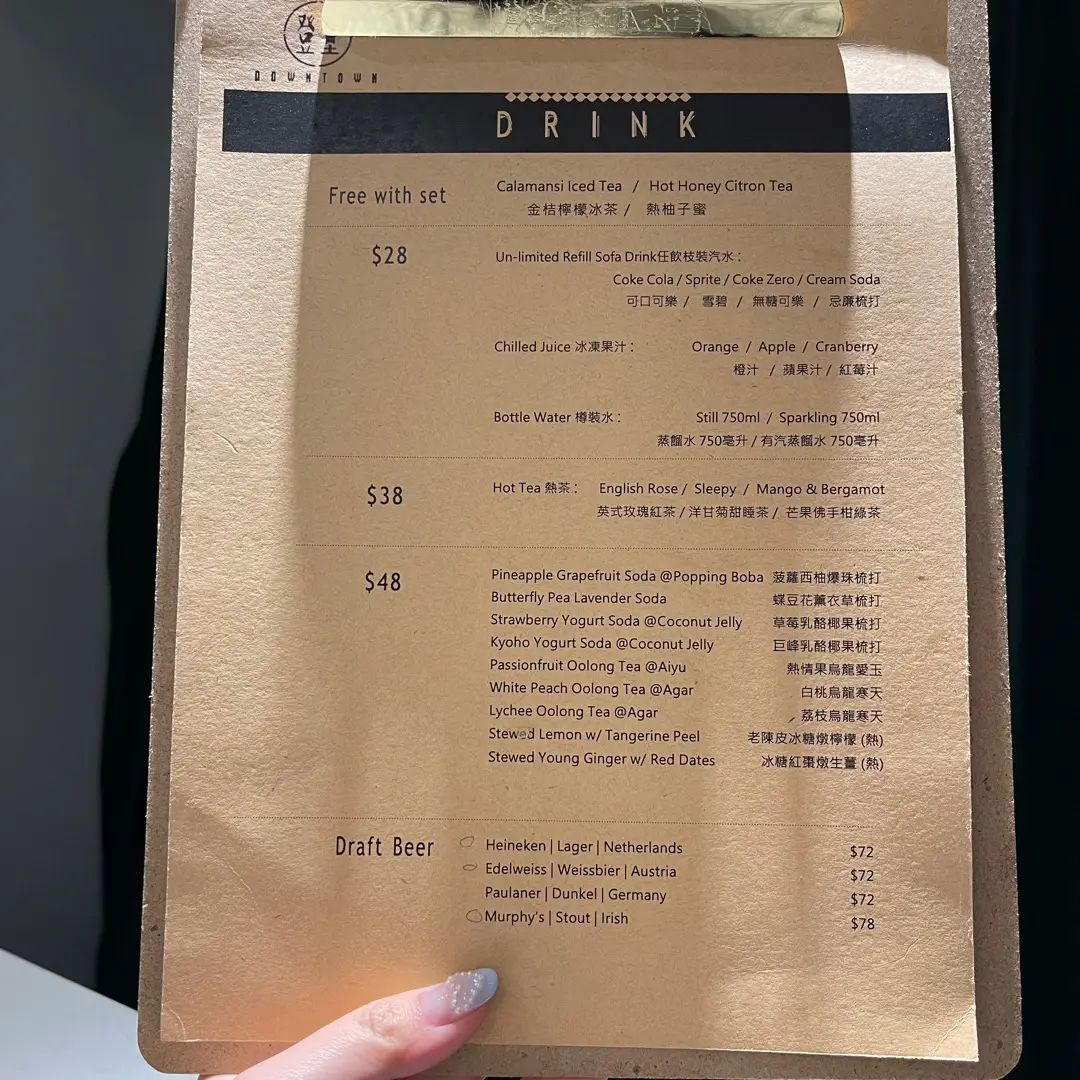 登
DOWNTOWN
DRINK
Free with set
Calamansi Iced Tea / Hot Honey Citron Tea
金桔檸檬冰茶 / 熱柚子蜜
$28
Un-limited Refill Sofa Drink任飲枝裝汽水：
Coke Cola / Sprite / Coke Zero / Cream Soda
可口可樂 / 雪碧 / 無糖可樂 / 忌廉梳打
Chilled Juice 冰凍果汁： Orange / Apple / Cranberry
橙汁 / 蘋果汁 / 紅莓汁
Bottle Water 樽裝水： Still 750ml / Sparkling 750ml
蒸餾水 750毫升 / 有汽蒸餾水 750毫升
$38
Hot Tea 熱茶： English Rose / Sleepy / Mango & Bergamot
英式玫瑰紅茶 / 洋甘菊甜睡茶 / 芒果佛手柑綠茶
$48
Pineapple Grapefruit Soda @Popping Boba 菠蘿西柚爆珠梳打
Butterfly Pea Lavender Soda 蝶豆花薰衣草梳打
Strawberry Yogurt Soda @Coconut Jelly 草莓乳酪椰果梳打
Kyoho Yogurt Soda @Coconut Jelly 巨峰乳酪椰果梳打
Passionfruit Oolong Tea @Aiyu 熱情果烏龍愛玉
White Peach Oolong Tea @Agar 白桃烏龍寒天
Lychee Oolong Tea @Agar 荔枝烏龍寒天
Stewed Lemon w/ Tangerine Peel 老陳皮冰糖燉檸檬 (熱)
Stewed Young Ginger w/ Red Dates 冰糖紅棗燉生薑 (熱)
Draft Beer
Heineken | Lager | Netherlands $72
Edelweiss | Weissbier | Austria $72
Paulaner | Dunkel | Germany $72
Murphy's | Stout | Irish $78